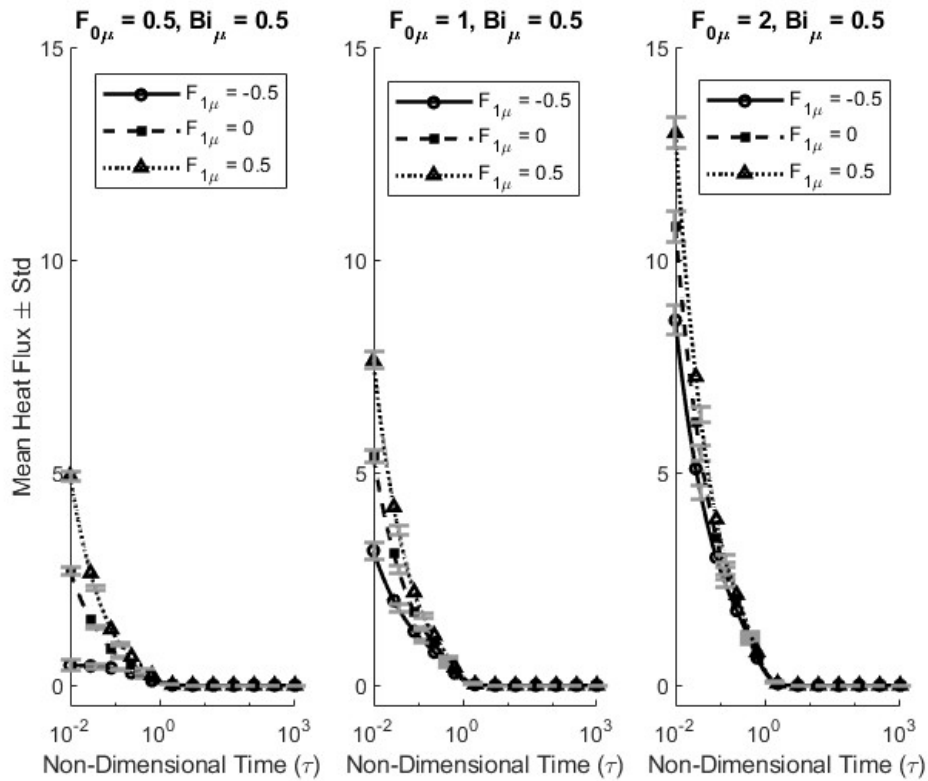 F0μ = 0.5, Biμ = 0.5
15
F1μ = -0.5
F1μ = 0
F1μ = 0.5
10
5
0
10-2
100
103
Non-Dimensional Time (τ)
Mean Heat Flux ± Std
F0μ = 1, Biμ = 0.5
15
F1μ = -0.5
F1μ = 0
F1μ = 0.5
10
5
0
10-2
100
103
Non-Dimensional Time (τ)
F0μ = 2, Biμ = 0.5
15
F1μ = -0.5
F1μ = 0
F1μ = 0.5
10
5
0
10-2
100
103
Non-Dimensional Time (τ)